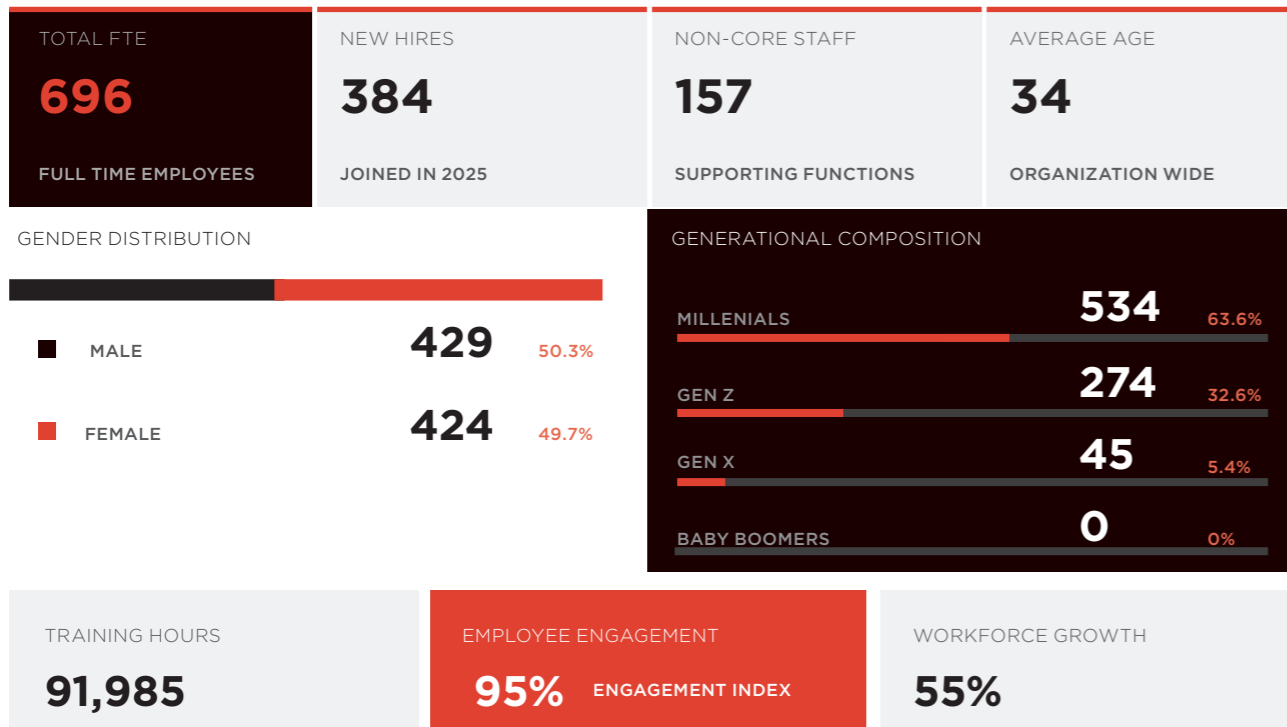 TOTAL FTE
696
FULL TIME EMPLOYEES
NEW HIRES
384
JOINED IN 2025
NON-CORE STAFF
157
SUPPORTING FUNCTIONS
AVERAGE AGE
34
ORGANIZATION WIDE
GENDER DISTRIBUTION
MALE 429 50.3%
FEMALE 424 49.7%
GENERATIONAL COMPOSITION
MILLENIALS 534 63.6%
GEN Z 274 32.6%
GEN X 45 5.4%
BABY BOOMERS 0 0%
TRAINING HOURS
91,985
EMPLOYEE ENGAGEMENT
95% ENGAGEMENT INDEX
WORKFORCE GROWTH
55%